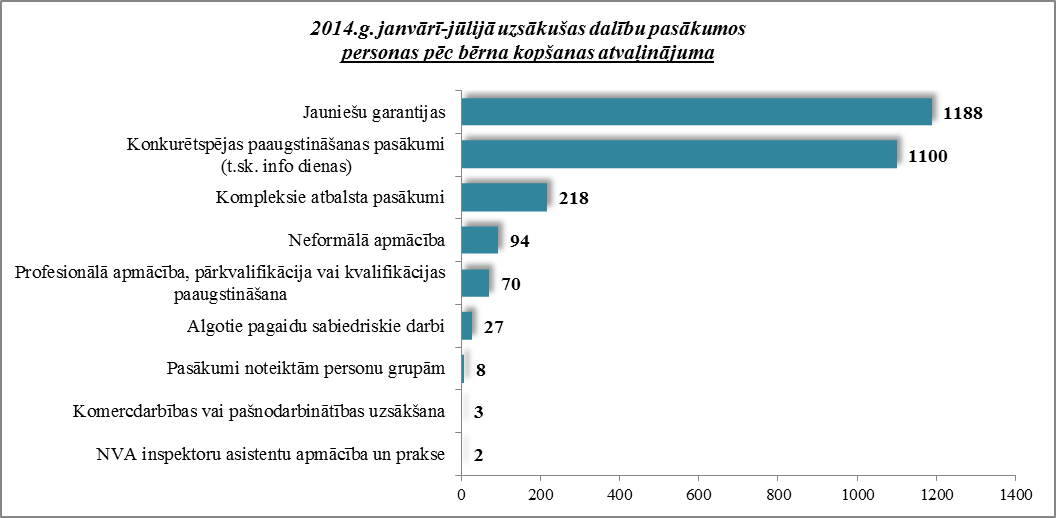 2014.g. janvārī-jūlijā uzsākušas dalību pasākumos
personas pēc bērna kopšanas atvaļinājuma
Jauniešu garantijas
1188
Konkurētspējas paaugstināšanas pasākumi
(t.sk. info dienas)
1100
Kompleksie atbalsta pasākumi
218
Neformālā apmācība
94
Profesionālā apmācība, pārkvalifikācija vai kvalifikācijas
paaugstināšana
70
Algotie pagaidu sabiedriskie darbi
27
Pasākumi noteiktām personu grupām
8
Komercdarbības vai pašnodarbinātības uzsākšana
3
NVA inspektoru asistentu apmācība un prakse
2
0 200 400 600 800 1000 1200 1400